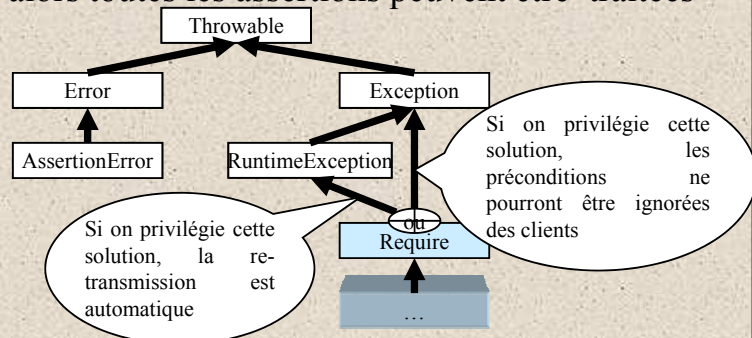 alors toutes les assertions peuvent être traitées
Throwable
Error
Exception
AssertionError
RuntimeException
Si on privilégie cette
solution, les
préconditions ne
pourront être ignorées
des clients
ou
Require
Si on privilégie cette
solution, la re-
transmission est
automatique
…